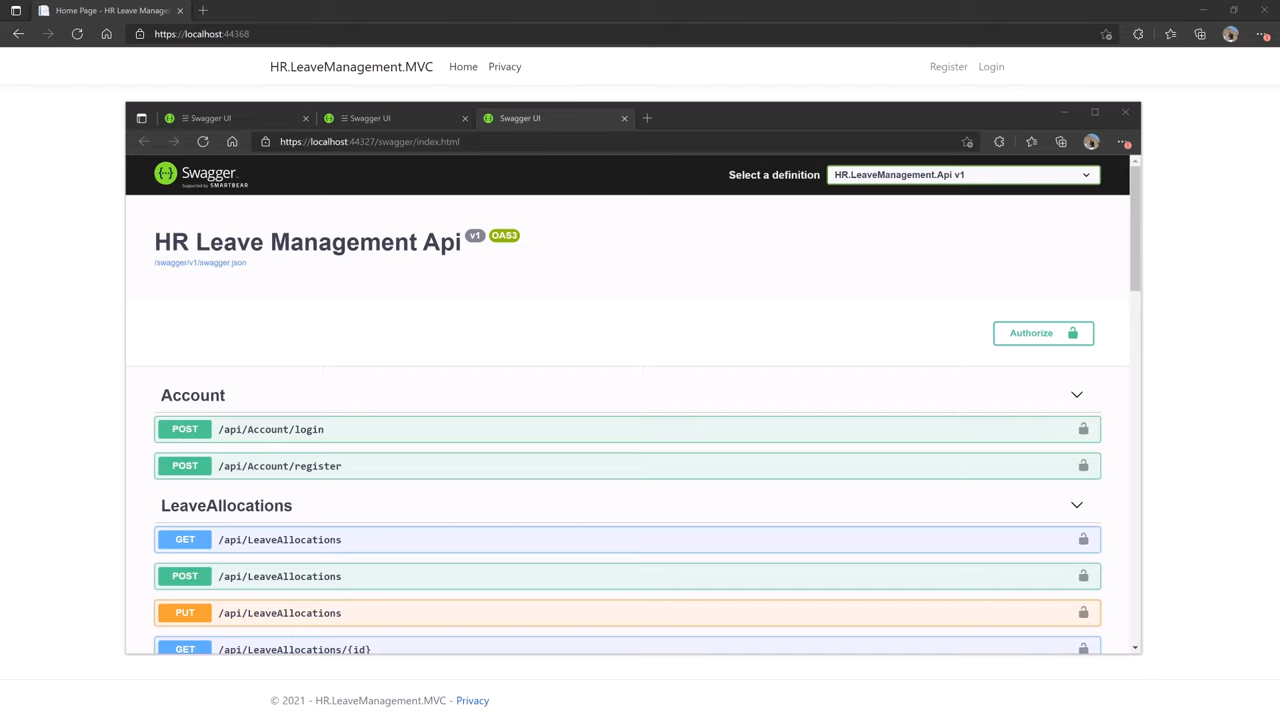 Home Page - HR Leave Manage
https://localhost:44368
HR.LeaveManagement.MVC Home Privacy Register Login
Swagger UI Swagger UI Swagger UI
https://localhost:44327/swagger/index.html
Swagger
Supported by SMARTBEAR
Select a definition HR.LeaveManagement.Api v1
HR Leave Management Api v1 OAS3
/swagger/v1/swagger.json
Authorize
Account
POST /api/Account/login
POST /api/Account/register
LeaveAllocations
GET /api/LeaveAllocations
POST /api/LeaveAllocations
PUT /api/LeaveAllocations
GET /api/LeaveAllocations/{id}
© 2021 - HR.LeaveManagement.MVC - Privacy